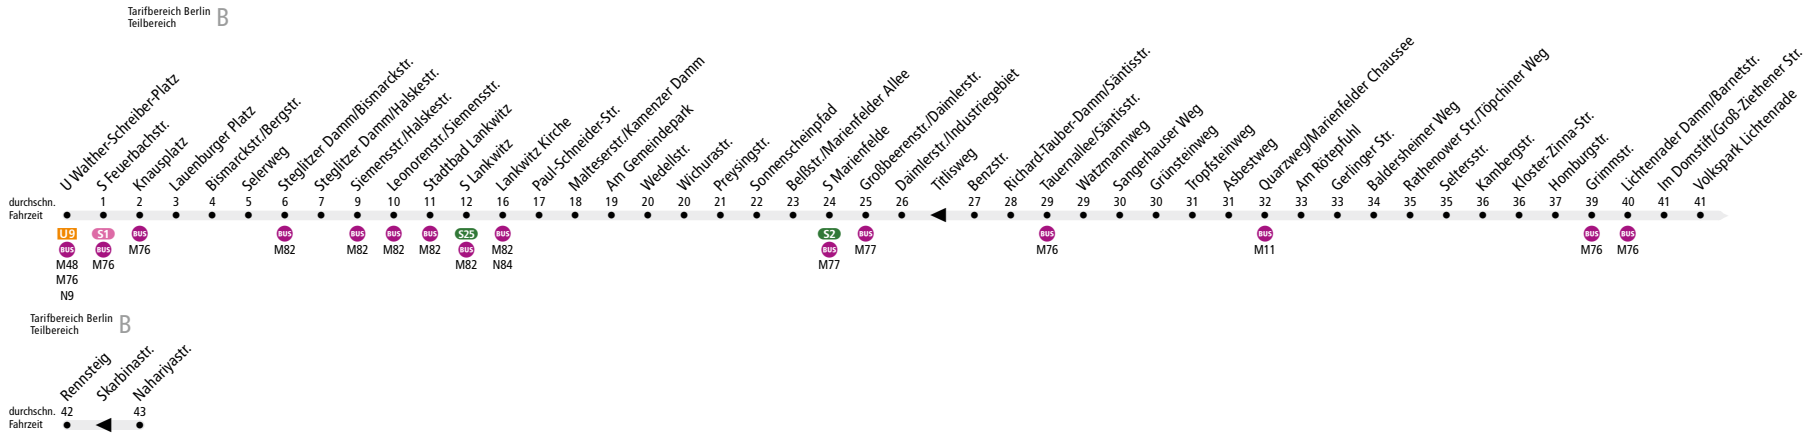 Tarifbereich Berlin
Teilbereich
B
U Walther-Schreiber-Platz
S Feuerbachstr.
Knausplatz
Lauenburger Platz
Bismarckstr./Bergstr.
Selerweg
Steglitzer Damm/Bismarckstr.
Steglitzer Damm/Halskestr.
Siemensstr./Halskestr.
Leonorenstr./Siemensstr.
Stadtbad Lankwitz
S Lankwitz
Lankwitz Kirche
Paul-Schneider-Str.
Malteserstr./Kamenzer Damm
Am Gemeindepark
Wedellstr.
Wichurastr.
Preysingstr.
Sonnenscheinpfad
Belßstr./Marienfelder Allee
S Marienfelde
Großbeerenstr./Daimlerstr.
Daimlerstr./Industriegebiet
Titlisweg
Benzstr.
Richard-Tauber-Damm/Säntisstr.
Tauernallee/Säntisstr.
Watzmannweg
Sangerhauser Weg
Grünsteinweg
Tropfsteinweg
Asbestweg
Quarzweg/Marienfelder Chaussee
Am Rötepfuhl
Gerlinger Str.
Baldersheimer Weg
Rathenower Str./Töpchiner Weg
Selterstr.
Kambergstr.
Kloster-Zinna-Str.
Homburgstr.
Grimmstr.
Lichtenrader Damm/Barnetstr.
Im Domstift/Groß-Ziethener Str.
Volkspark Lichtenrade
durchschn. 1 2 3 4 5 6 7 9 10 11 12 16 17 18 19 20 20 21 22 23 24 25 26 27 28 29 29 30 30 31 31 32 33 33 34 35 35 36 36 37 39 40 41 41
Fahrzeit
U9 S1 BUS BUS BUS BUS BUS S25 BUS S2 BUS BUS BUS BUS BUS
BUS BUS M76 M82 M82 M82 M82 BUS M82 BUS M77 M76 M11 M76 M76
M48 M76 M82 N84 M77
M76
N9
Tarifbereich Berlin
Teilbereich
B
Rennsteig
Skarbinastr.
Nahariyastr.
durchschn. 42 43
Fahrzeit